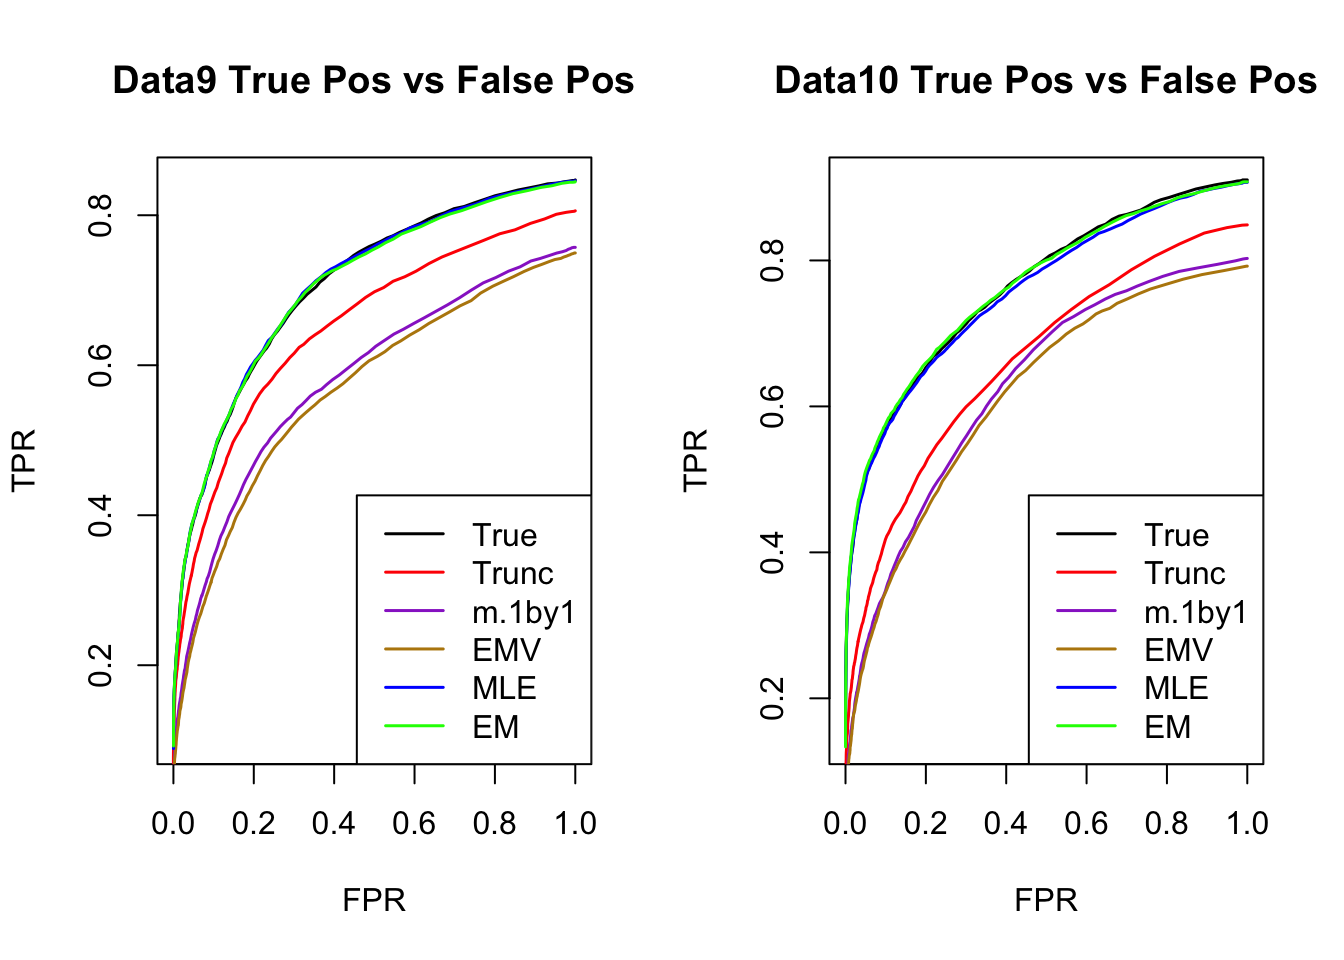 Data9 True Pos vs False Pos
TPR
0.8
0.6
0.4
0.2
True
Trunc
m.1by1
EMV
MLE
EM
0.0 0.2 0.4 0.6 0.8 1.0
FPR
Data10 True Pos vs False Pos
TPR
0.8
0.6
0.4
0.2
True
Trunc
m.1by1
EMV
MLE
EM
0.0 0.2 0.4 0.6 0.8 1.0
FPR